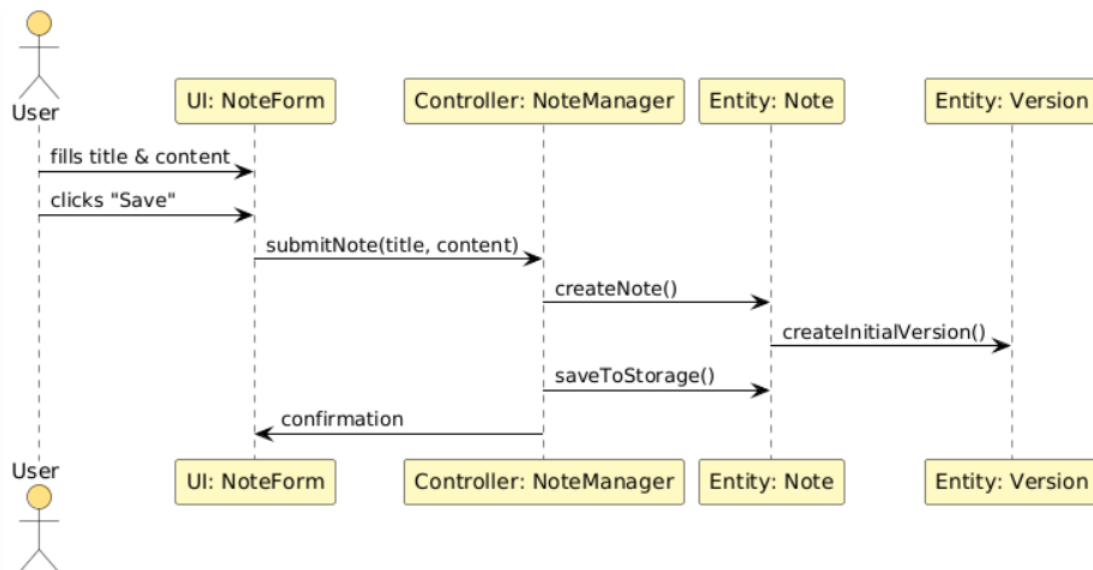 User
UI: NoteForm
Controller: NoteManager
Entity: Note
Entity: Version
fills title & content
clicks "Save"
submitNote(title, content)
createNote()
createInitialVersion()
saveToStorage()
confirmation
User
UI: NoteForm
Controller: NoteManager
Entity: Note
Entity: Version